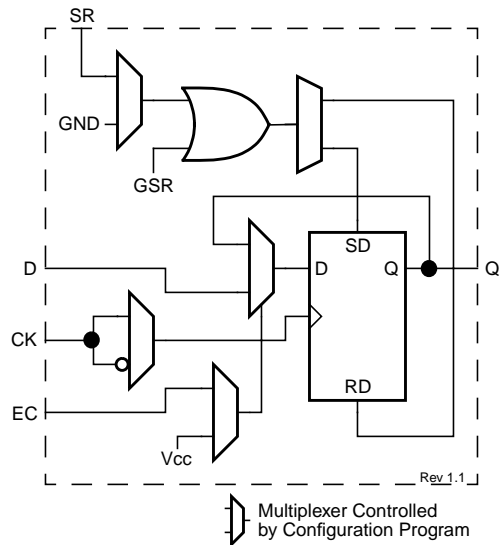 SR
GND
GSR
SD
D
D
Q
Q
CK
EC
RD
Vcc
Rev 1.1
Multiplexer Controlled
by Configuration Program